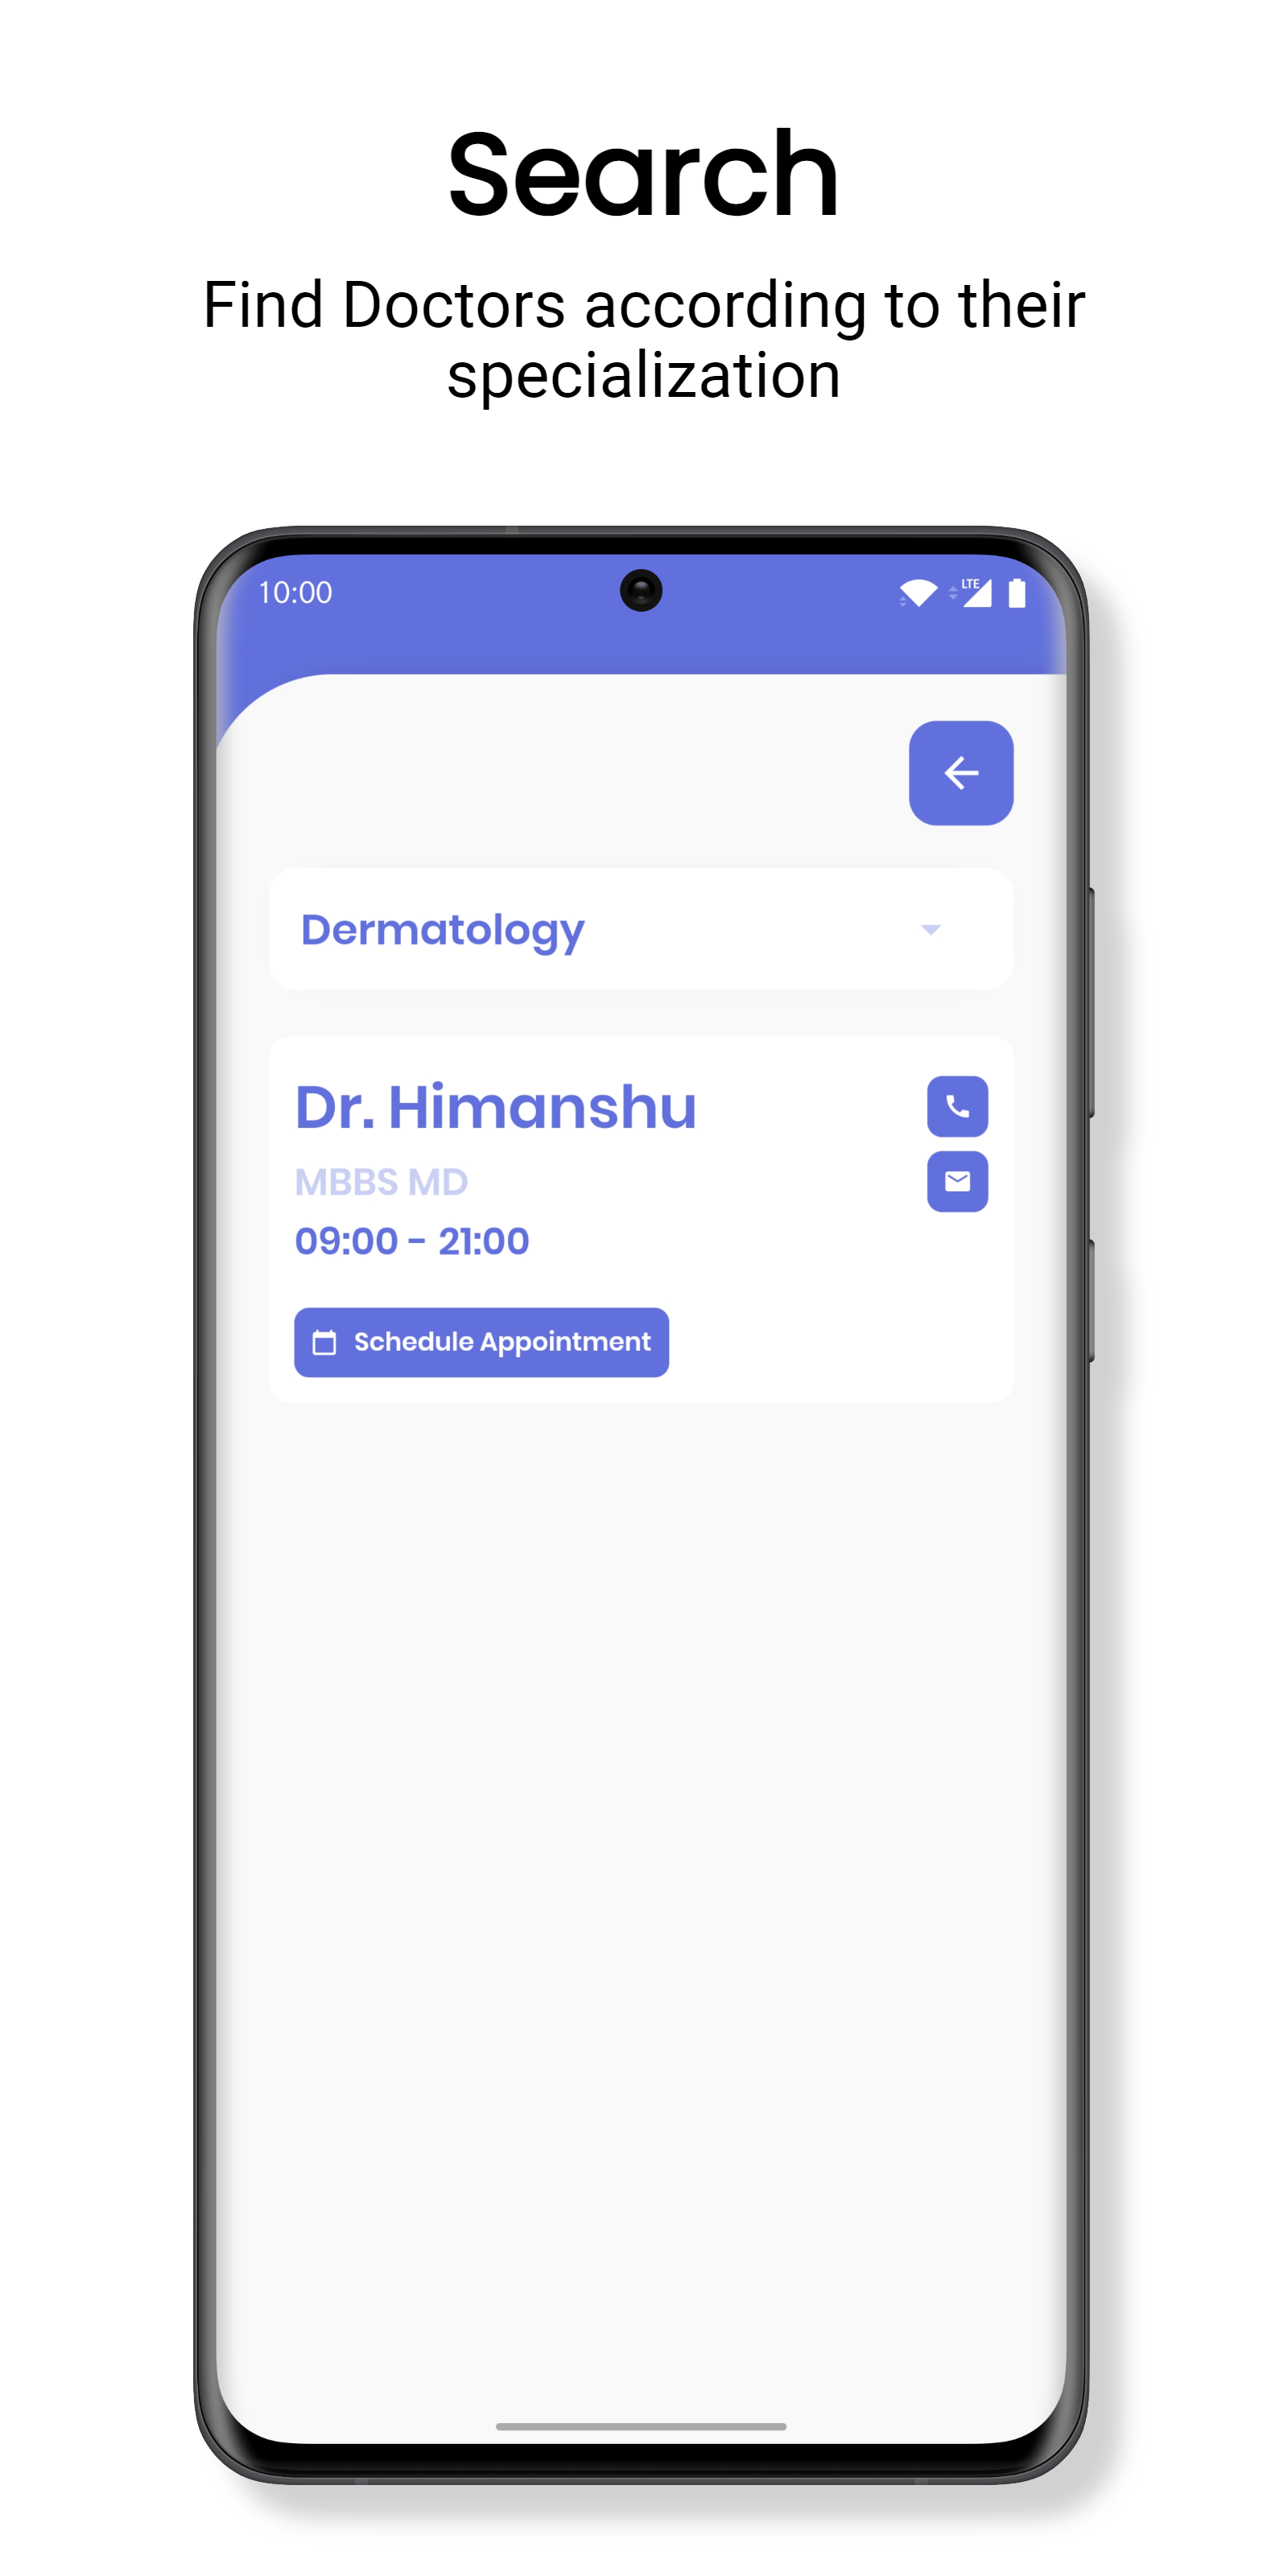 Search
Find Doctors according to their
specialization
10:00
LTE
Dermatology
Dr. Himanshu
MBBS MD
09:00 - 21:00
Schedule Appointment